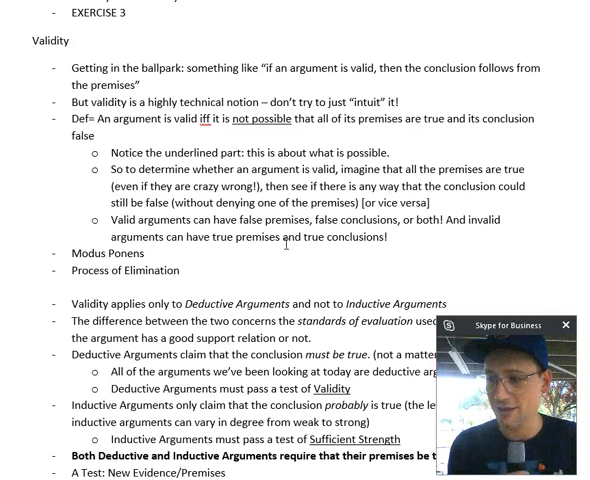 - EXERCISE 3
Validity
- Getting in the ballpark: something like “if an argument is valid, then the conclusion follows from
the premises”
- But validity is a highly technical notion – don’t try to just “intuit” it!
- Def= An argument is valid iff it is not possible that all of its premises are true and its conclusion
false
o Notice the underlined part: this is about what is possible.
o So to determine whether an argument is valid, imagine that all the premises are true
(even if they are crazy wrong!), then see if there is any way that the conclusion could
still be false (without denying one of the premises) [or vice versa]
o Valid arguments can have false premises, false conclusions, or both! And invalid
arguments can have true premises and true conclusions!
- Modus Ponens
- Process of Elimination
- Validity applies only to Deductive Arguments and not to Inductive Arguments
- The difference between the two concerns the standards of evaluation used
the argument has a good support relation or not.
- Deductive Arguments claim that the conclusion must be true. (not a matter
o All of the arguments we’ve been looking at today are deductive
o Deductive Arguments must pass a test of Validity
- Inductive Arguments only claim that the conclusion probably is true (the
inductive arguments can vary in degree from weak to strong)
o Inductive Arguments must pass a test of Sufficient Strength
- Both Deductive and Inductive Arguments require that their premises be
- A Test: New Evidence/Premises
Skype for Business